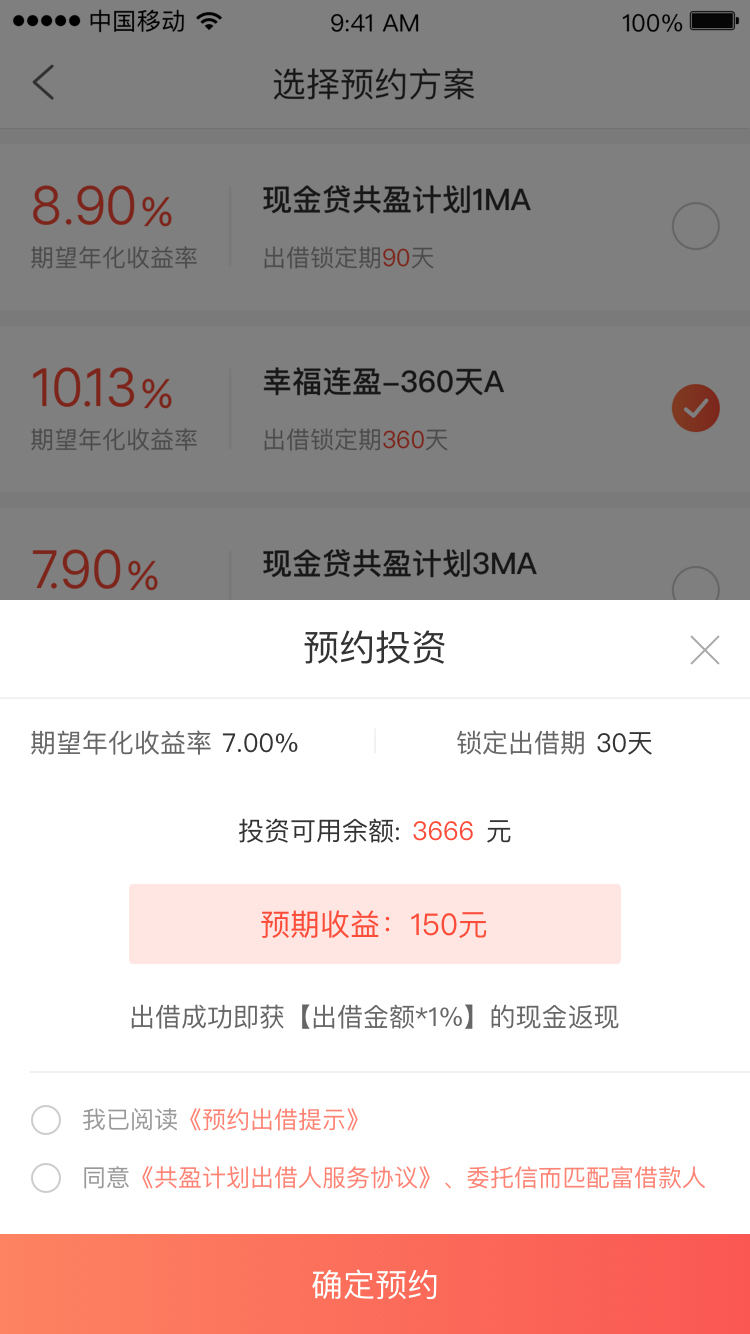 中国移动 9:41 AM 100%
选择预约方案
8.90% 现金贷共盈计划1MA
期望年化收益率 出借锁定期90天
10.13% 幸福连盈-360天A
期望年化收益率 出借锁定期360天
7.90% 现金贷共盈计划3MA
预约投资
期望年化收益率 7.00% 锁定出借期 30天
投资可用余额: 3666 元
预期收益：150元
出借成功即获【出借金额*1%】的现金返现
我已阅读《预约出借提示》
同意《共盈计划出借人服务协议》、委托信而匹配富借款人
确定预约